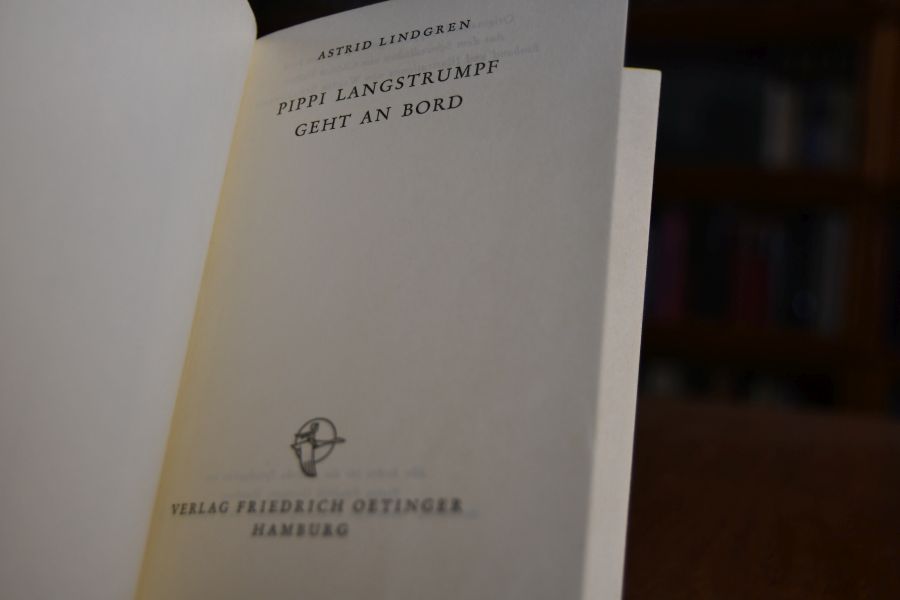 ASTRID LINDGREN
PIPPI LANGSTRUMPF
GEHT AN BORD
VERLAG FRIEDRICH OETINGER
HAMBURG